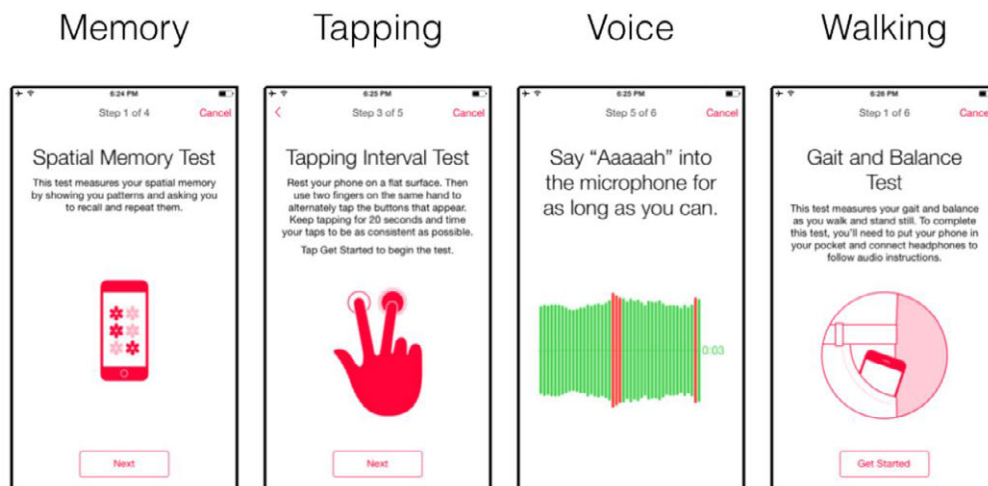 Memory
Tapping
Voice
Walking
6:24 PM
Step 1 of 4
Cancel
Spatial Memory Test
This test measures your spatial memory
by showing you patterns and asking you
to recall and repeat them.
Next
6:25 PM
Step 3 of 5
Cancel
Tapping Interval Test
Rest your phone on a flat surface. Then
use two fingers on the same hand to
alternately tap the buttons that appear.
Keep tapping for 20 seconds and time
your taps to be as consistent as possible.
Tap Get Started to begin the test.
Next
6:25 PM
Step 5 of 6
Cancel
Say “Aaaaah” into
the microphone for
as long as you can.
0:03
6:26 PM
Step 1 of 6
Cance
Gait and Balance
Test
This test measures your gait and balance
as you walk and stand still. To complete
this test, you’ll need to put your phone in
your pocket and connect headphones to
follow audio instructions.
Get Started